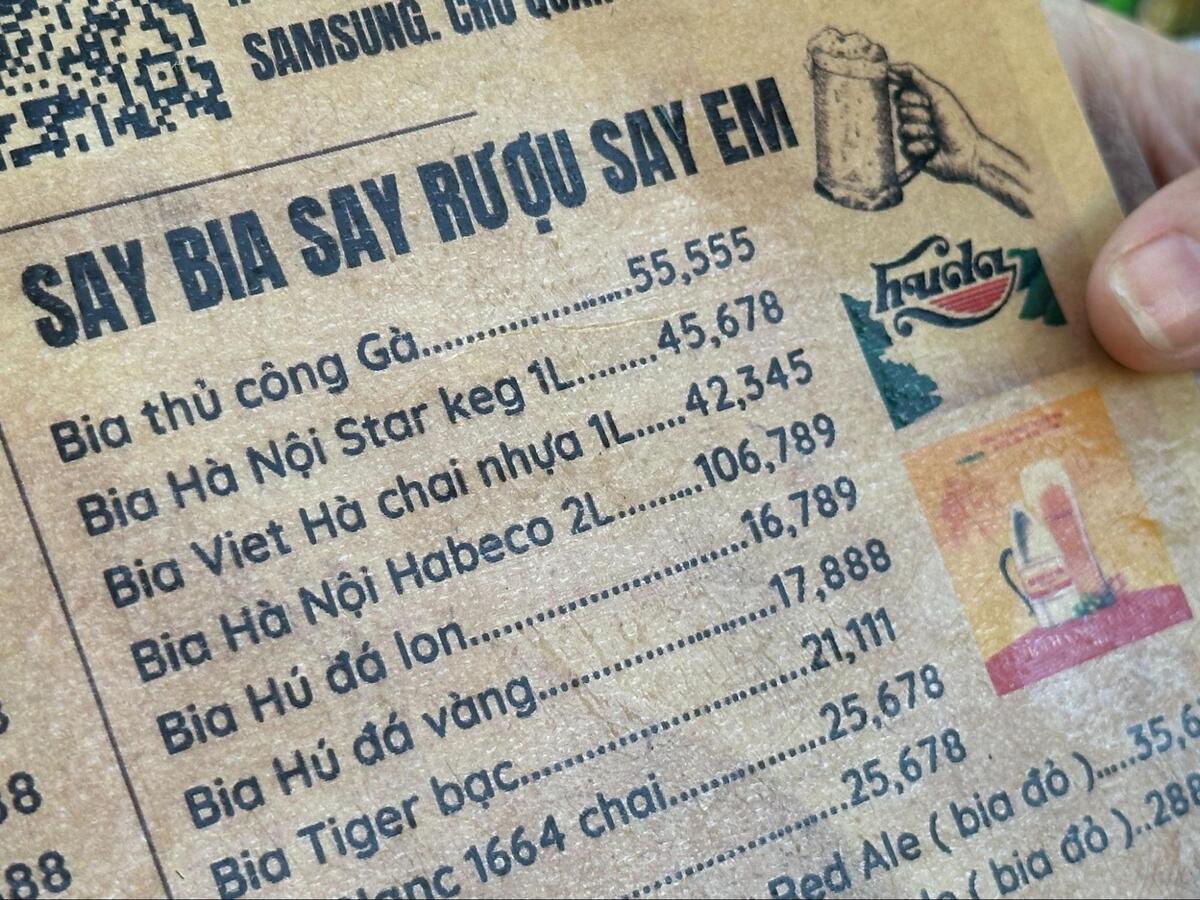 SAMSUNG. CHỦ QUÁN
SAY BIA SAY RƯỢU SAY EM
huda
Bia thủ công Gà..................55,555
Bia Hà Nội Star keg 1L.......45,678
Bia Viet Hà chai nhựa 1L.....42,345
Bia Hà Nội Habeco 2L.........106,789
Bia Hú đá lon.........................16,789
Bia Hú đá vàng.....................17,888
Bia Tiger bạc.........................21,111
1664 chai..............25,678
25,678
Red Ale ( bia đỏ ).....35,6
( bia đỏ )..288
88